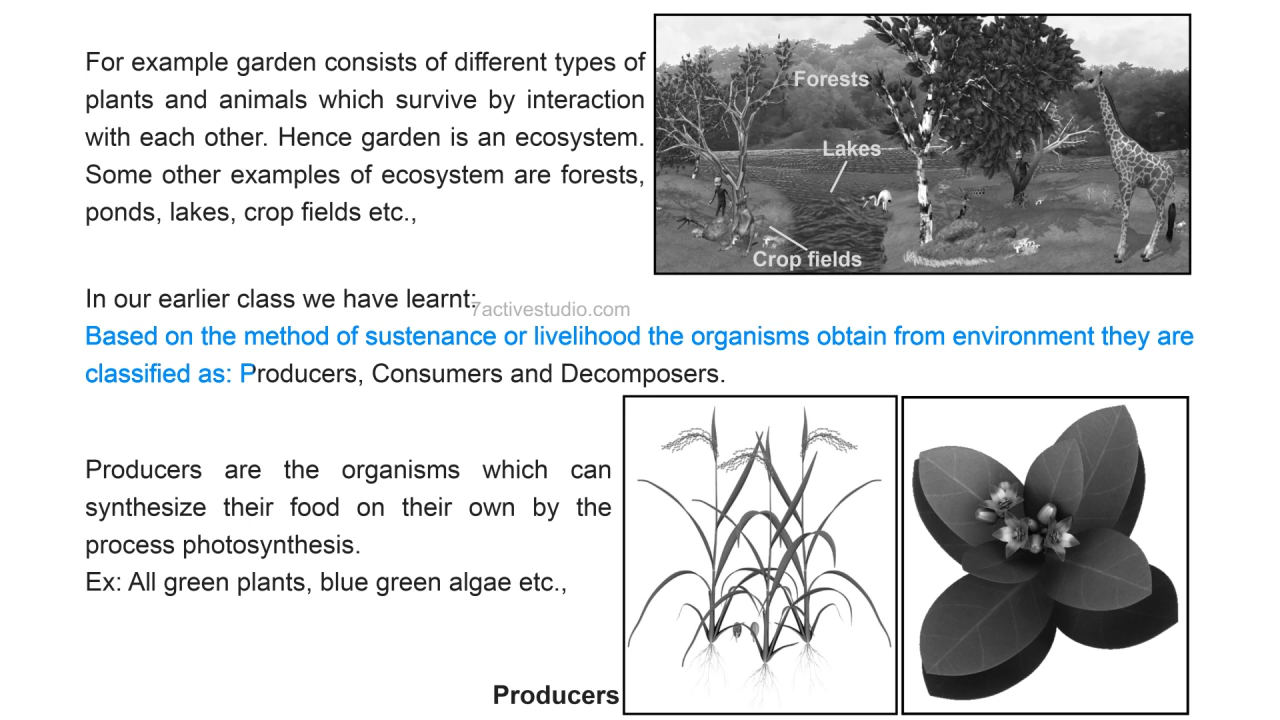 For example garden consists of different types of
plants and animals which survive by interaction
with each other. Hence garden is an ecosystem.
Some other examples of ecosystem are forests,
ponds, lakes, crop fields etc.,
Forests
Lakes
Crop fields
In our earlier class we have learnt:
7activestudio.com
Based on the method of sustenance or livelihood the organisms obtain from environment they are
classified as: Producers, Consumers and Decomposers.
Producers are the organisms which can
synthesize their food on their own by the
process photosynthesis.
Ex: All green plants, blue green algae etc.,
Producers